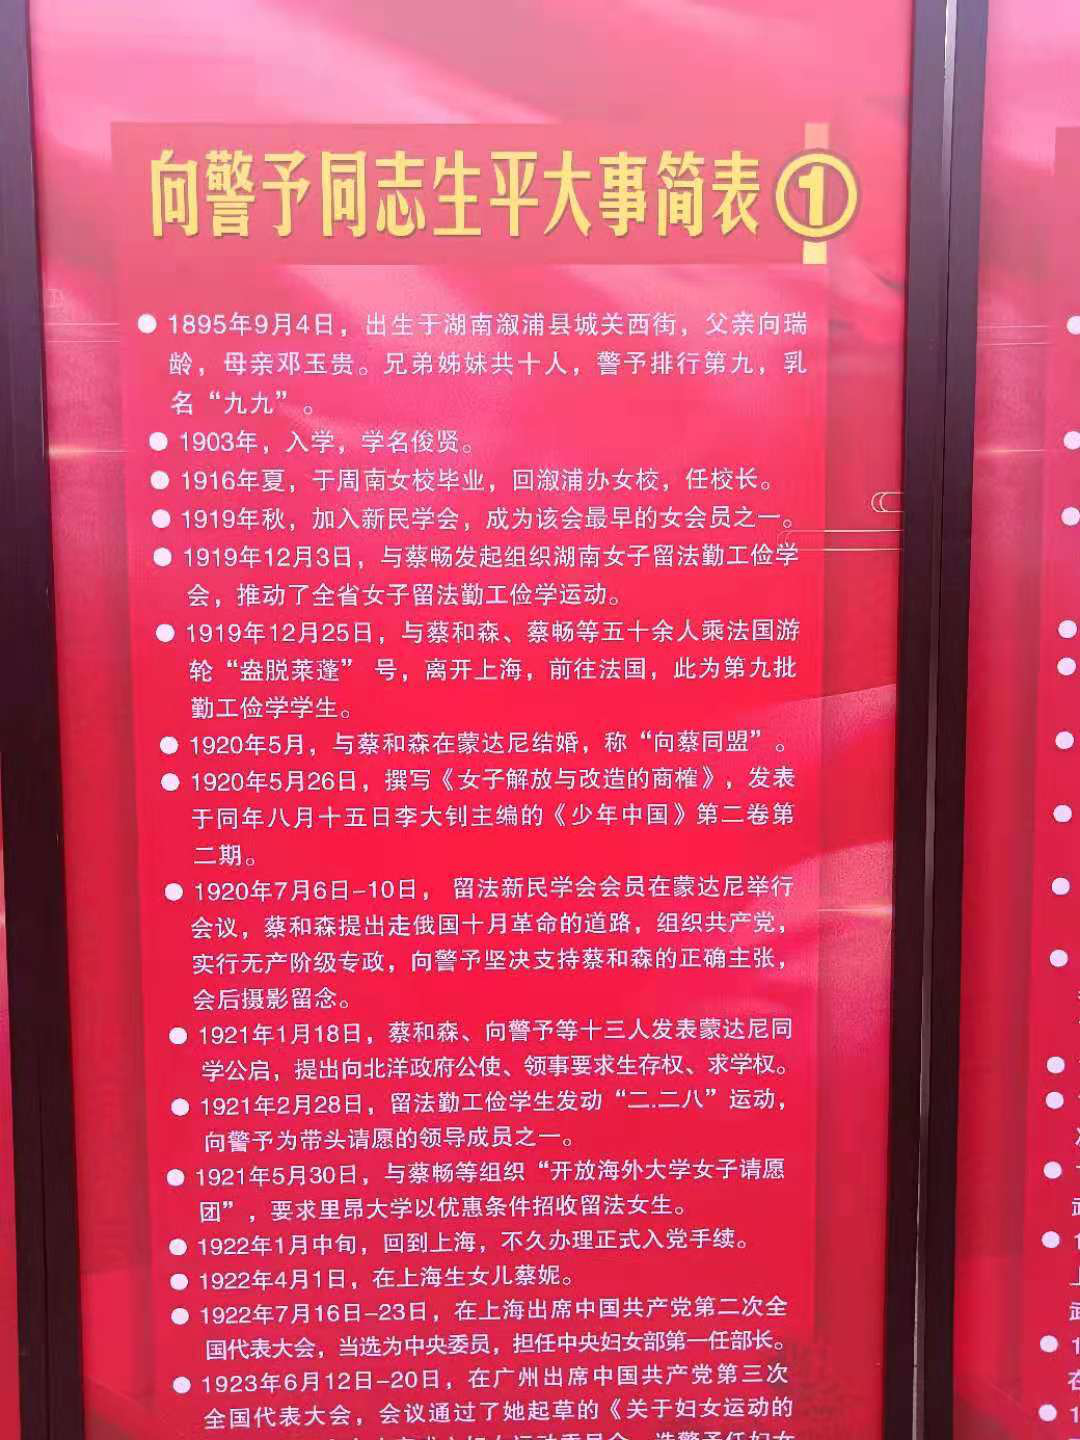 向警予同志生平大事简表①
●1895年9月4日，出生于湖南溆浦县城关西街，父亲向瑞
龄，母亲邓玉贵。兄弟姊妹共十人，警予排行第九，乳
名“九九”。
●1903年，入学，学名俊贤。
●1916年夏，于周南女校毕业，回溆浦办女校，任校长。
●1919年秋，加入新民学会，成为该会最早的女会员之一。
●1919年12月3日，与蔡畅发起组织湖南女子留法勤工俭学
会，推动了全省女子留法勤工俭学运动。
●1919年12月25日，与蔡和森、蔡畅等五十余人乘法国游
轮“盎脱莱蓬” 号，离开上海，前往法国，此为第九批
勤工俭学学生。
●1920年5月，与蔡和森在蒙达尼结婚，称“向蔡同盟”。
●1920年5月26日，撰写《女子解放与改造的商榷》，发表
于同年八月十五日李大钊主编的《少年中国》第二卷第
二期。
●1920年7月6日-10日， 留法新民学会会员在蒙达尼举行
会议，蔡和森提出走俄国十月革命的道路，组织共产党，
实行无产阶级专政，向警予坚决支持蔡和森的正确主张，
会后摄影留念。
●1921年1月18日，蔡和森、向警予等十三人发表蒙达尼同
学公启，提出向北洋政府公使、领事要求生存权、求学权。
●1921年2月28日，留法勤工俭学生发动“二.二八”运动，
向警予为带头请愿的领导成员之一。
●1921年5月30日，与蔡畅等组织“开放海外大学女子请愿
团”，要求里昂大学以优惠条件招收留法女生。
●1922年1月中旬，回到上海，不久办理正式入党手续。
●1922年4月1日，在上海生女儿蔡妮。
●1922年7月16日-23日，在上海出席中国共产党第二次全
国代表大会，当选为中央委员，担任中央妇女部第一任部长。
●1923年6月12日-20日，在广州出席中国共产党第三次
全国代表大会，会议通过了她起草的《关于妇女运动的